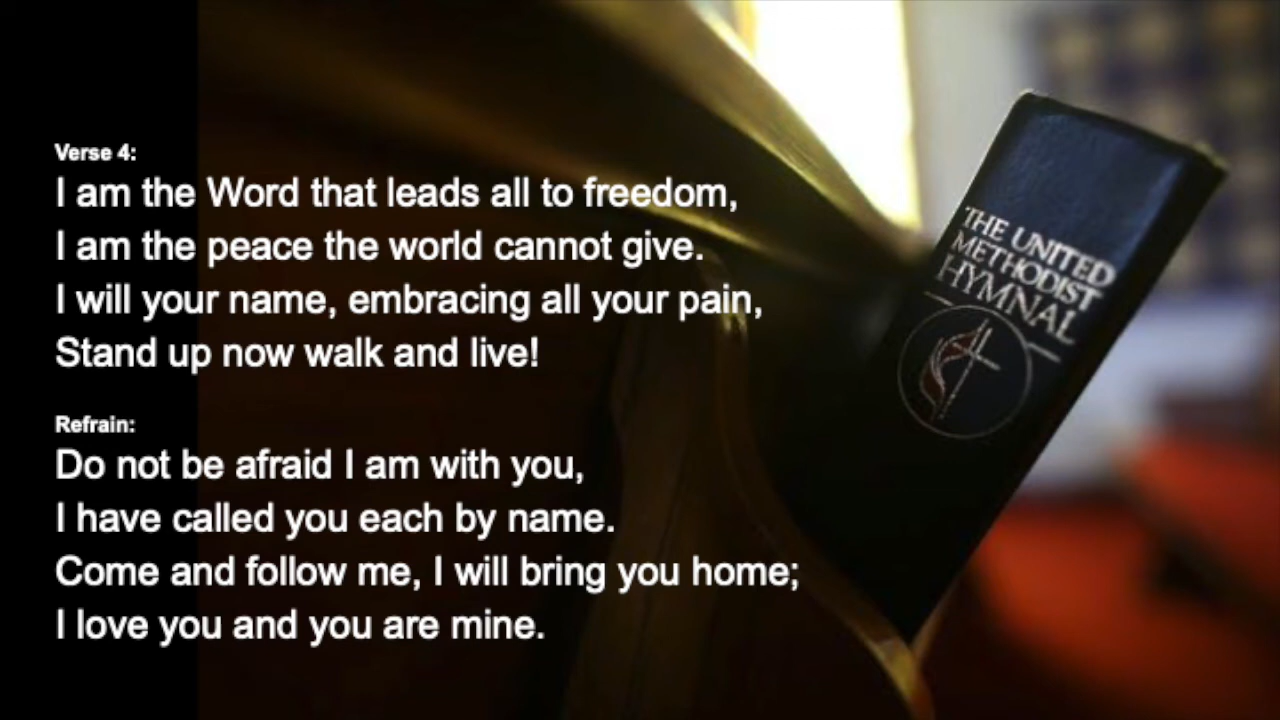 Verse 4:
I am the Word that leads all to freedom,
I am the peace the world cannot give.
I will your name, embracing all your pain,
Stand up now walk and live!
Refrain:
Do not be afraid I am with you,
I have called you each by name.
Come and follow me, I will bring you home;
I love you and you are mine.
THE UNITED
METHODIST
HYMNAL